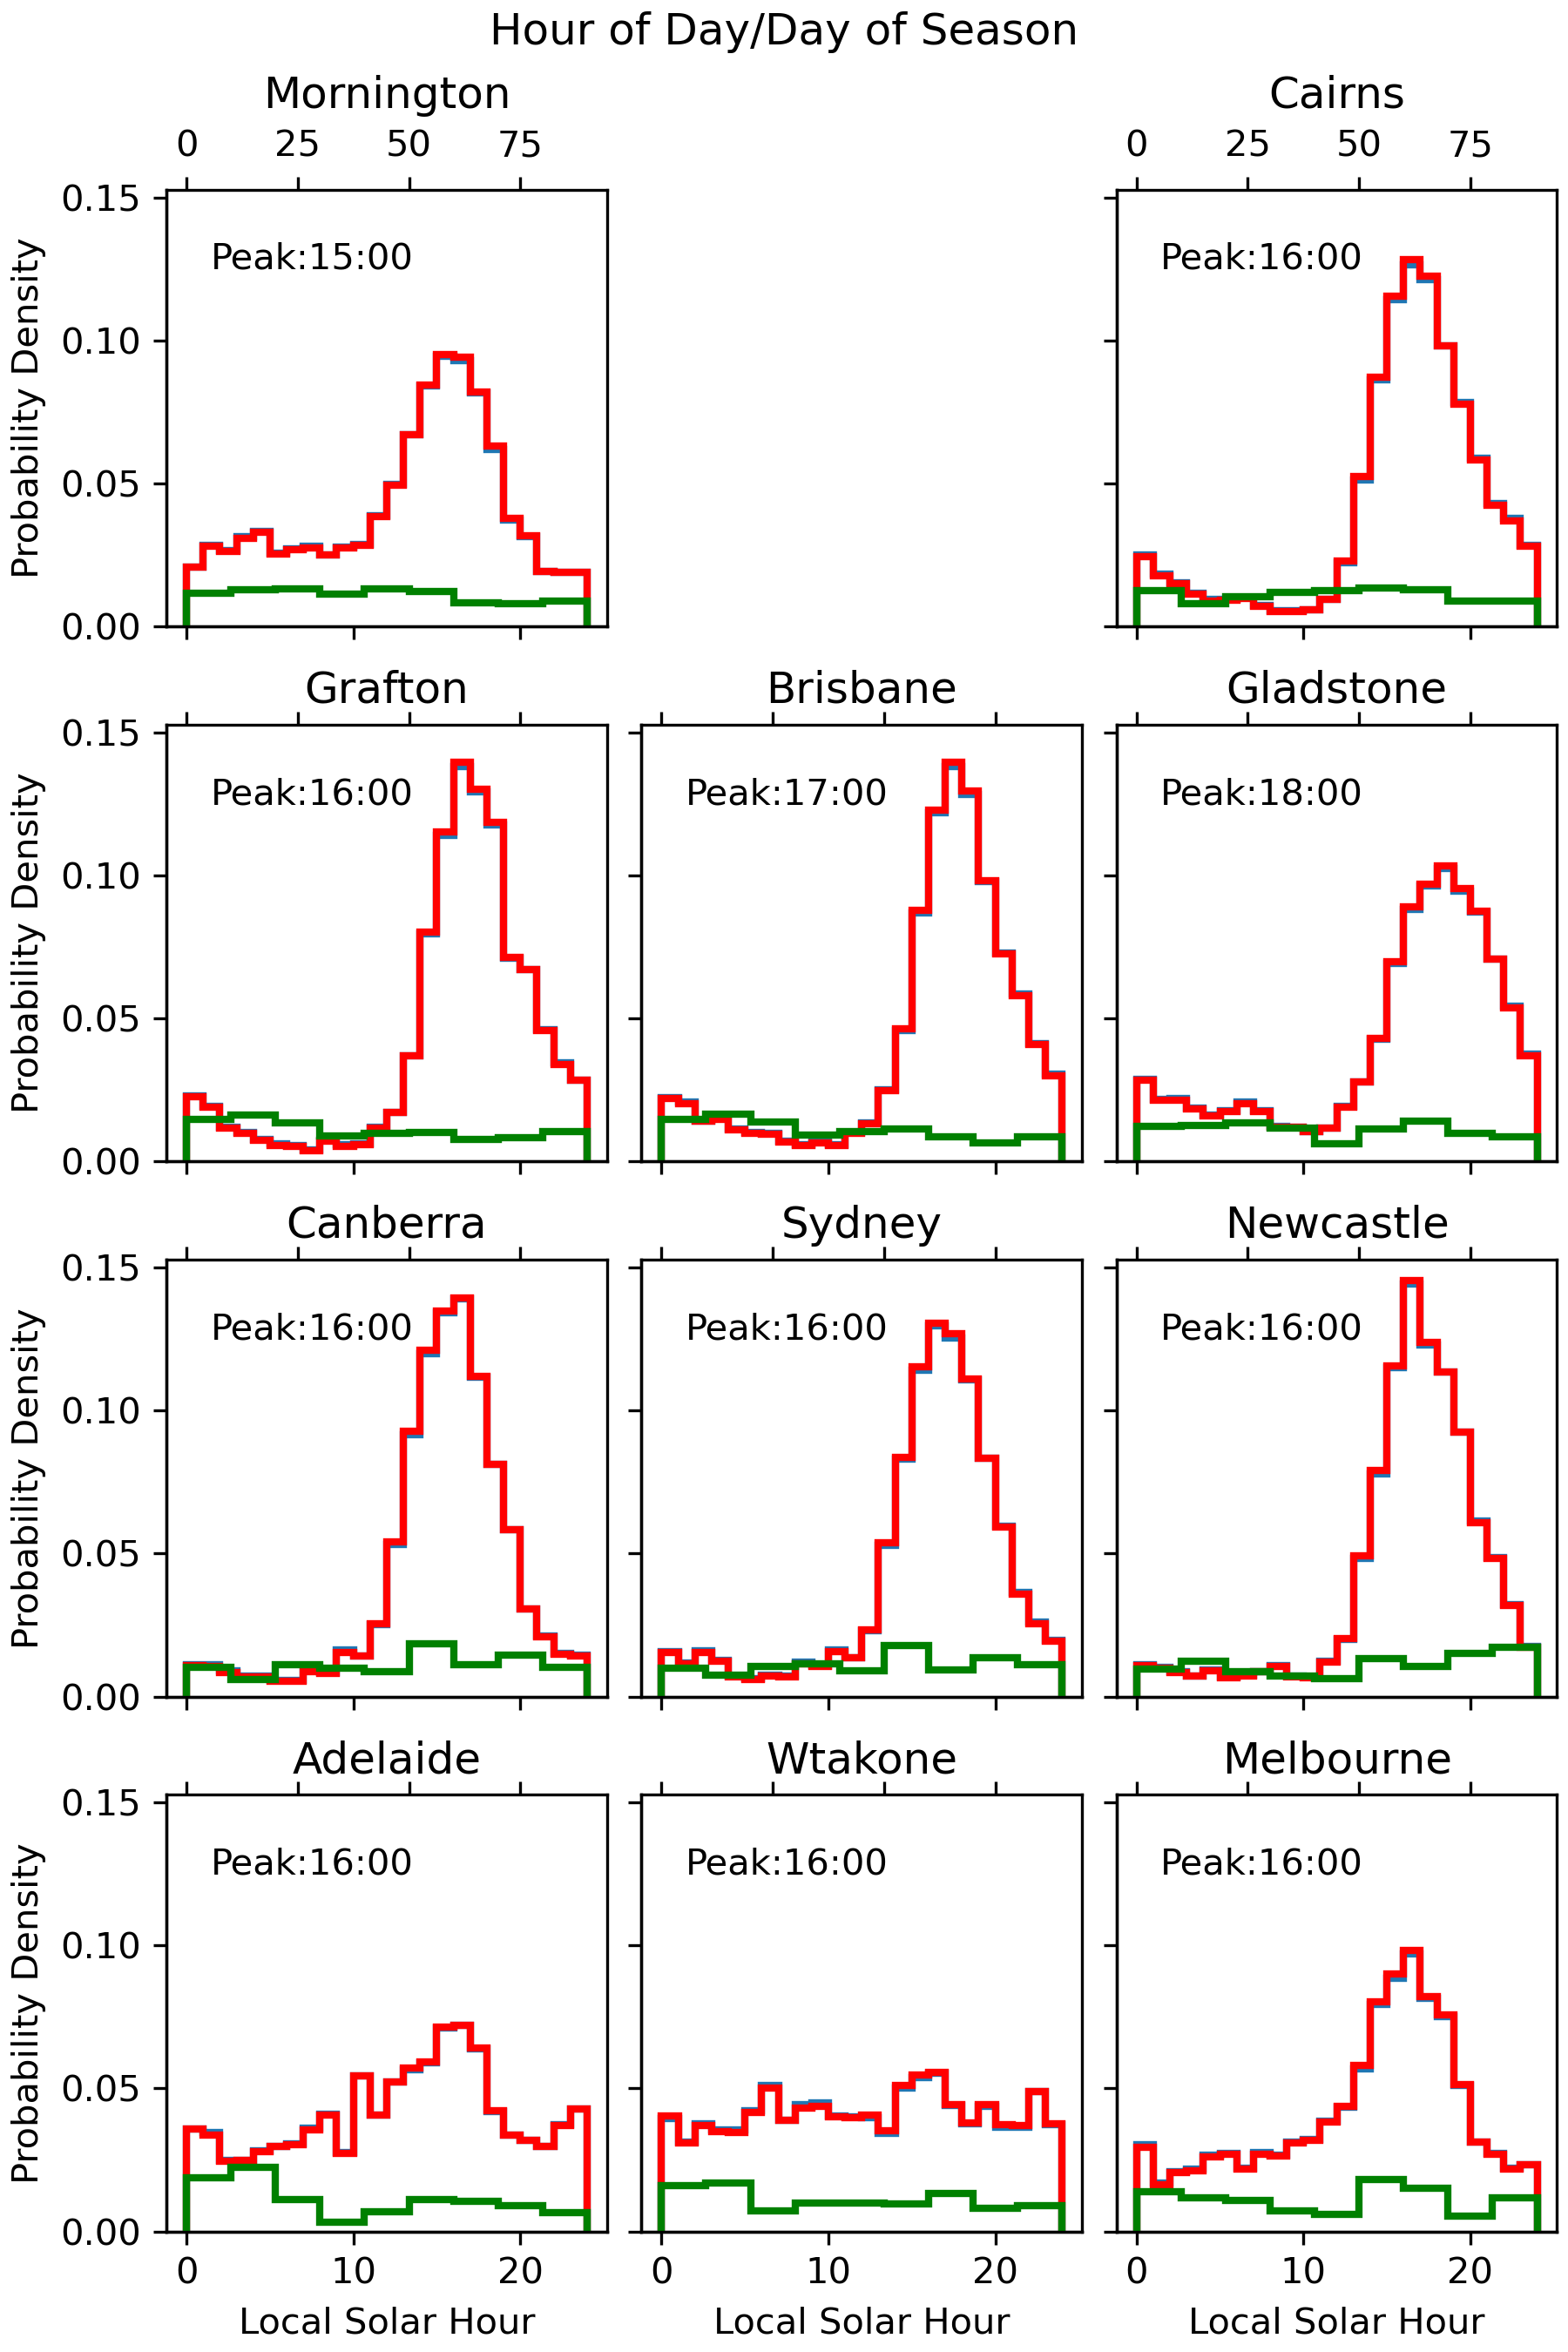 Hour of Day/Day of Season
Mornington
Cairns
0 25 50 75
0 25 50 75
0.15
0.10
0.05
0.00
Probability Density
Peak:15:00
Peak:16:00
Grafton
Brisbane
Gladstone
0.15
0.10
0.05
0.00
Probability Density
Peak:16:00
Peak:17:00
Peak:18:00
Canberra
Sydney
Newcastle
0.15
0.10
0.05
0.00
Probability Density
Peak:16:00
Peak:16:00
Peak:16:00
Adelaide
Wtakone
Melbourne
0.15
0.10
0.05
0.00
Probability Density
Peak:16:00
Peak:16:00
Peak:16:00
0 10 20
0 10 20
0 10 20
Local Solar Hour
Local Solar Hour
Local Solar Hour